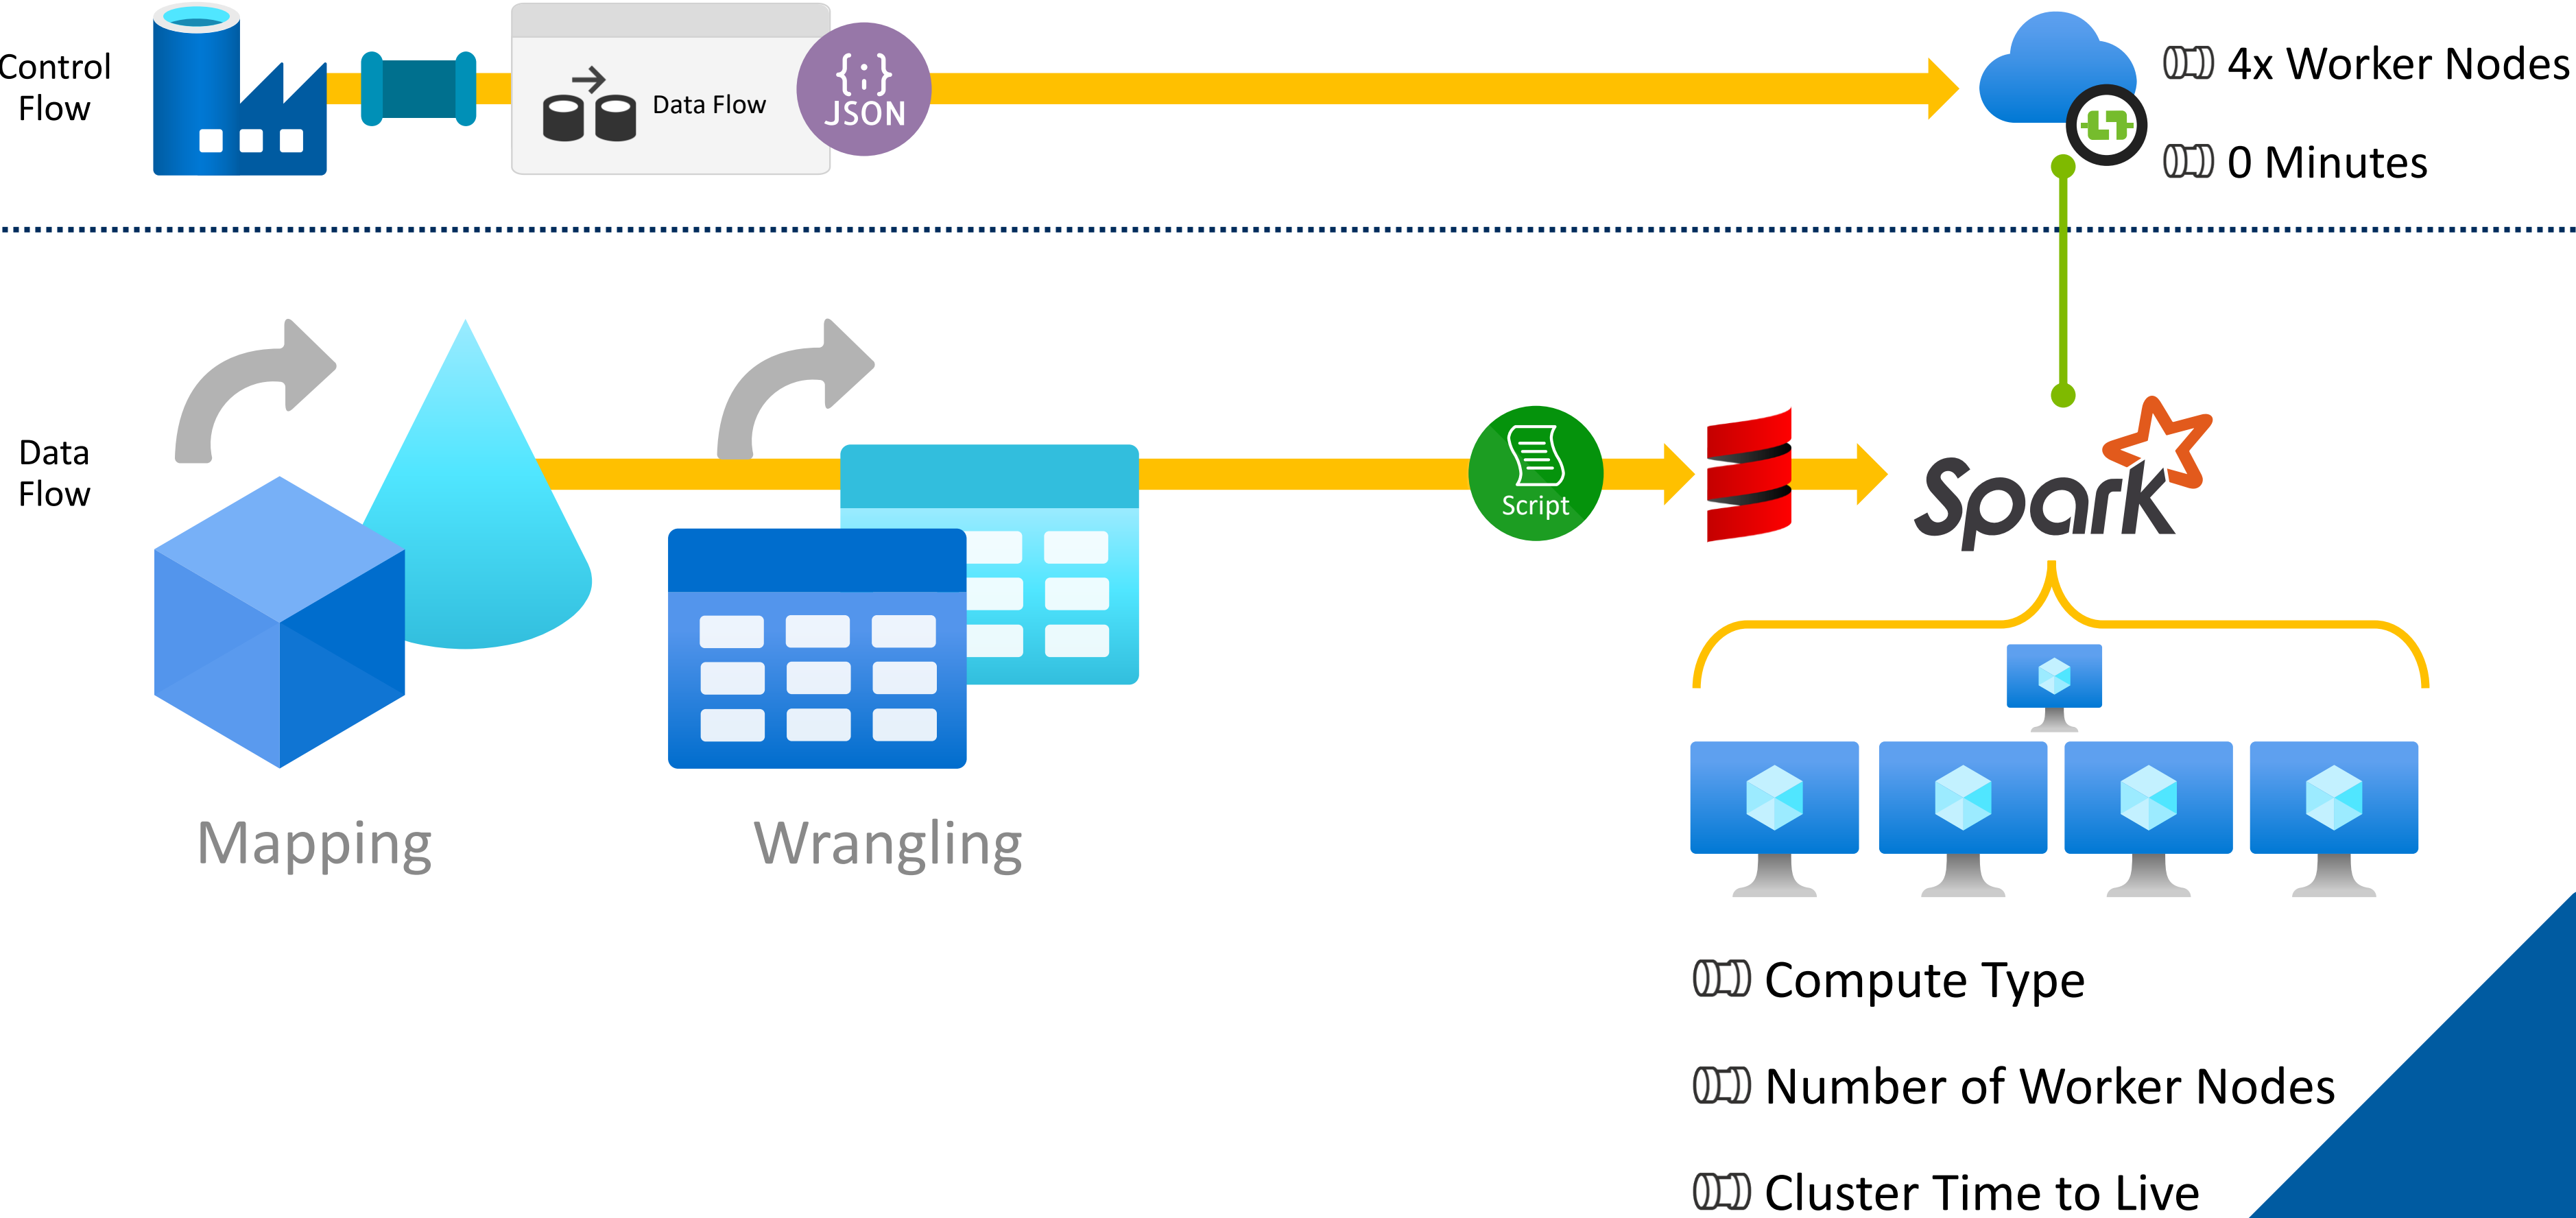 Control
Flow
Data Flow
{i}
JSON
4x Worker Nodes
0 Minutes
Data
Flow
Script
Spark
Mapping
Wrangling
Compute Type
Number of Worker Nodes
Cluster Time to Live